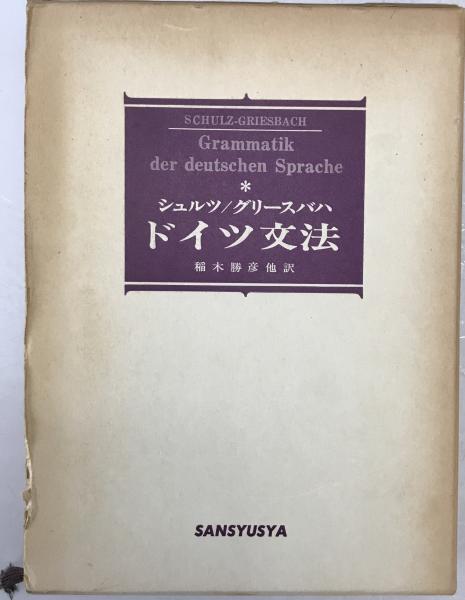 SCHULZ-GRIESBACH
Grammatik
der deutschen Sprache
*
シュルツ/グリースバハ
ドイツ文法
稲木勝彦他訳
SANSYUSYA